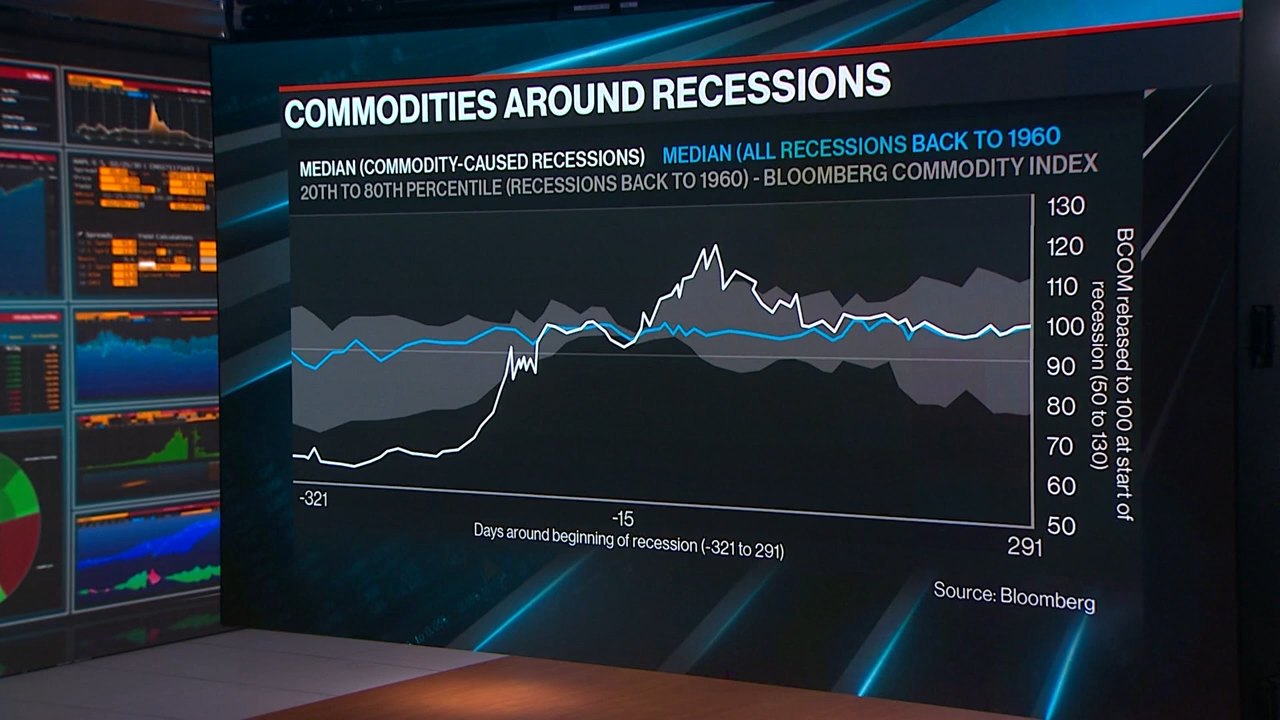 COMMODITIES AROUND RECESSIONS
MEDIAN (COMMODITY-CAUSED RECESSIONS) MEDIAN (ALL RECESSIONS BACK TO 1960
20TH TO 80TH PERCENTILE (RECESSIONS BACK TO 1960) - BLOOMBERG COMMODITY INDEX
130
120
110
100
90
80
70
60
50
BCOM rebased to 100 at start of
recession (50 to 130)
-321
-15
291
Days around beginning of recession (-321 to 291)
Source: Bloomberg